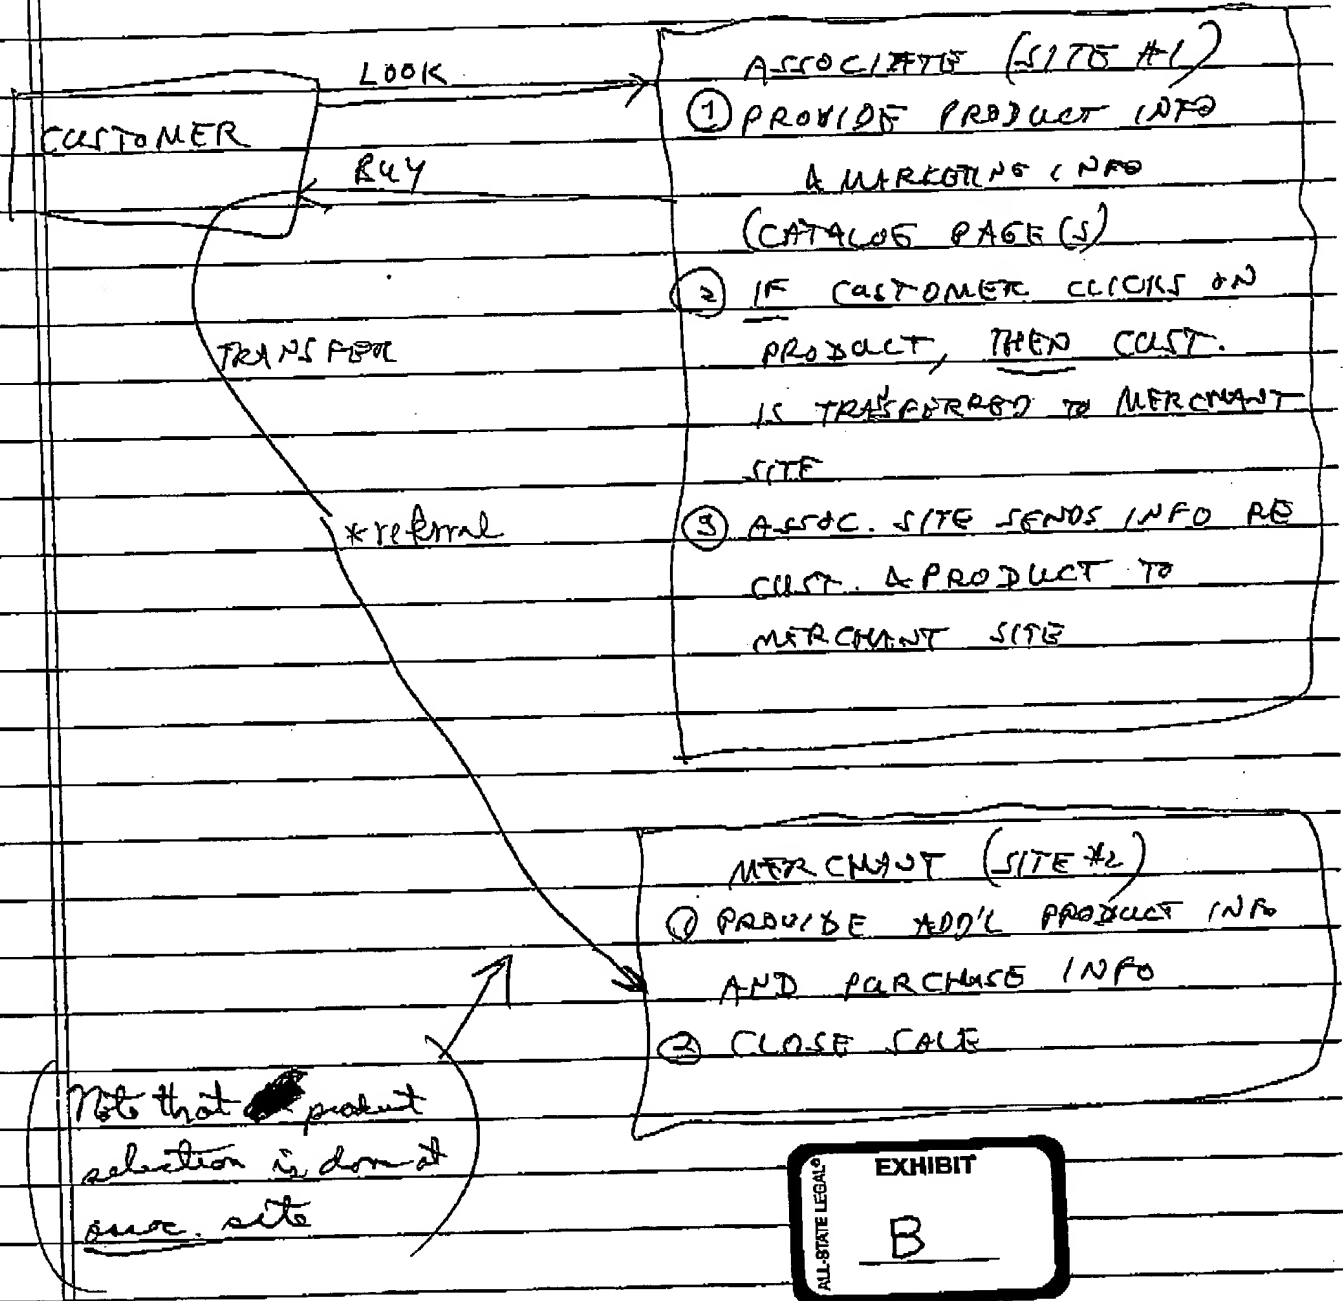 LOOK
CUSTOMER
BUY
TRANSFER
*referral
ASSOCIATE (SITE #1)
① PROVIDE PRODUCT INFO
& MARKETING INFO
(CATALOG PAGE(S)
② IF CUSTOMER CLICKS ON
PRODUCT, THEN CUST.
IS TRASFERRED TO MERCHANT
SITE
③ ASSOC. SITE SENDS INFO RE
CUST. & PRODUCT TO
MERCHANT SITE
MERCHANT (SITE #2)
① PROVIDE ADD'L PRODUCT INFO
AND PURCHASE INFO
② CLOSE SALE
Note that product
selection is done at
assoc. site
EXHIBIT
B
ALL-STATE LEGAL®